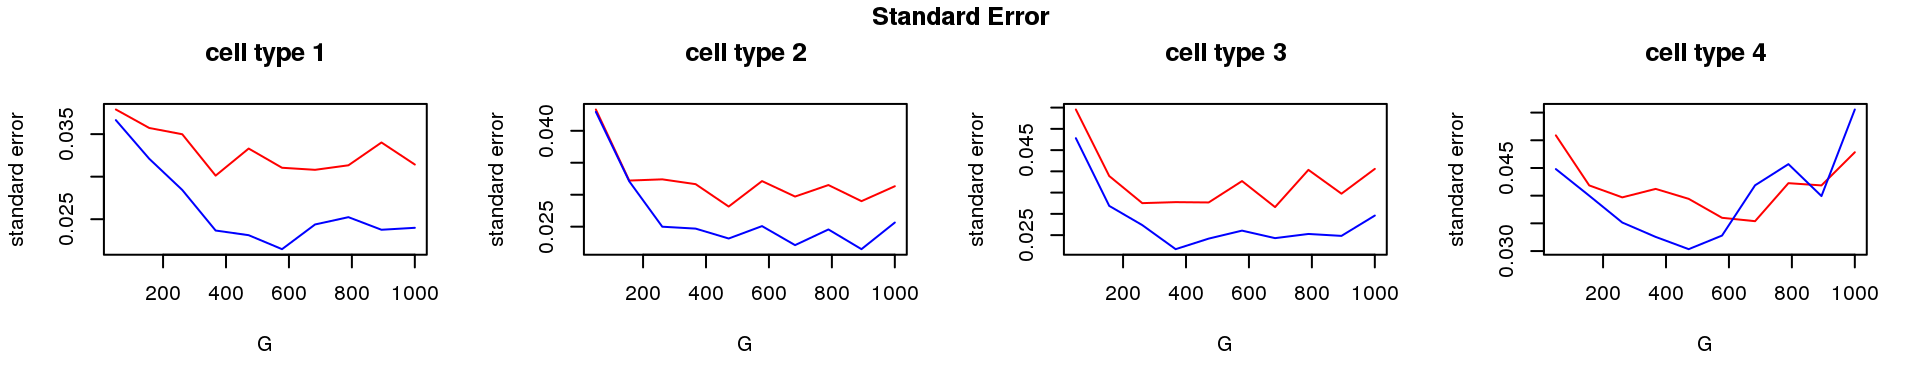 Standard Error
cell type 1
standard error
0.025 0.035
200 400 600 800 1000
G
cell type 2
standard error
0.025 0.040
200 400 600 800 1000
G
cell type 3
standard error
0.025 0.045
200 400 600 800 1000
G
cell type 4
standard error
0.030 0.045
200 400 600 800 1000
G